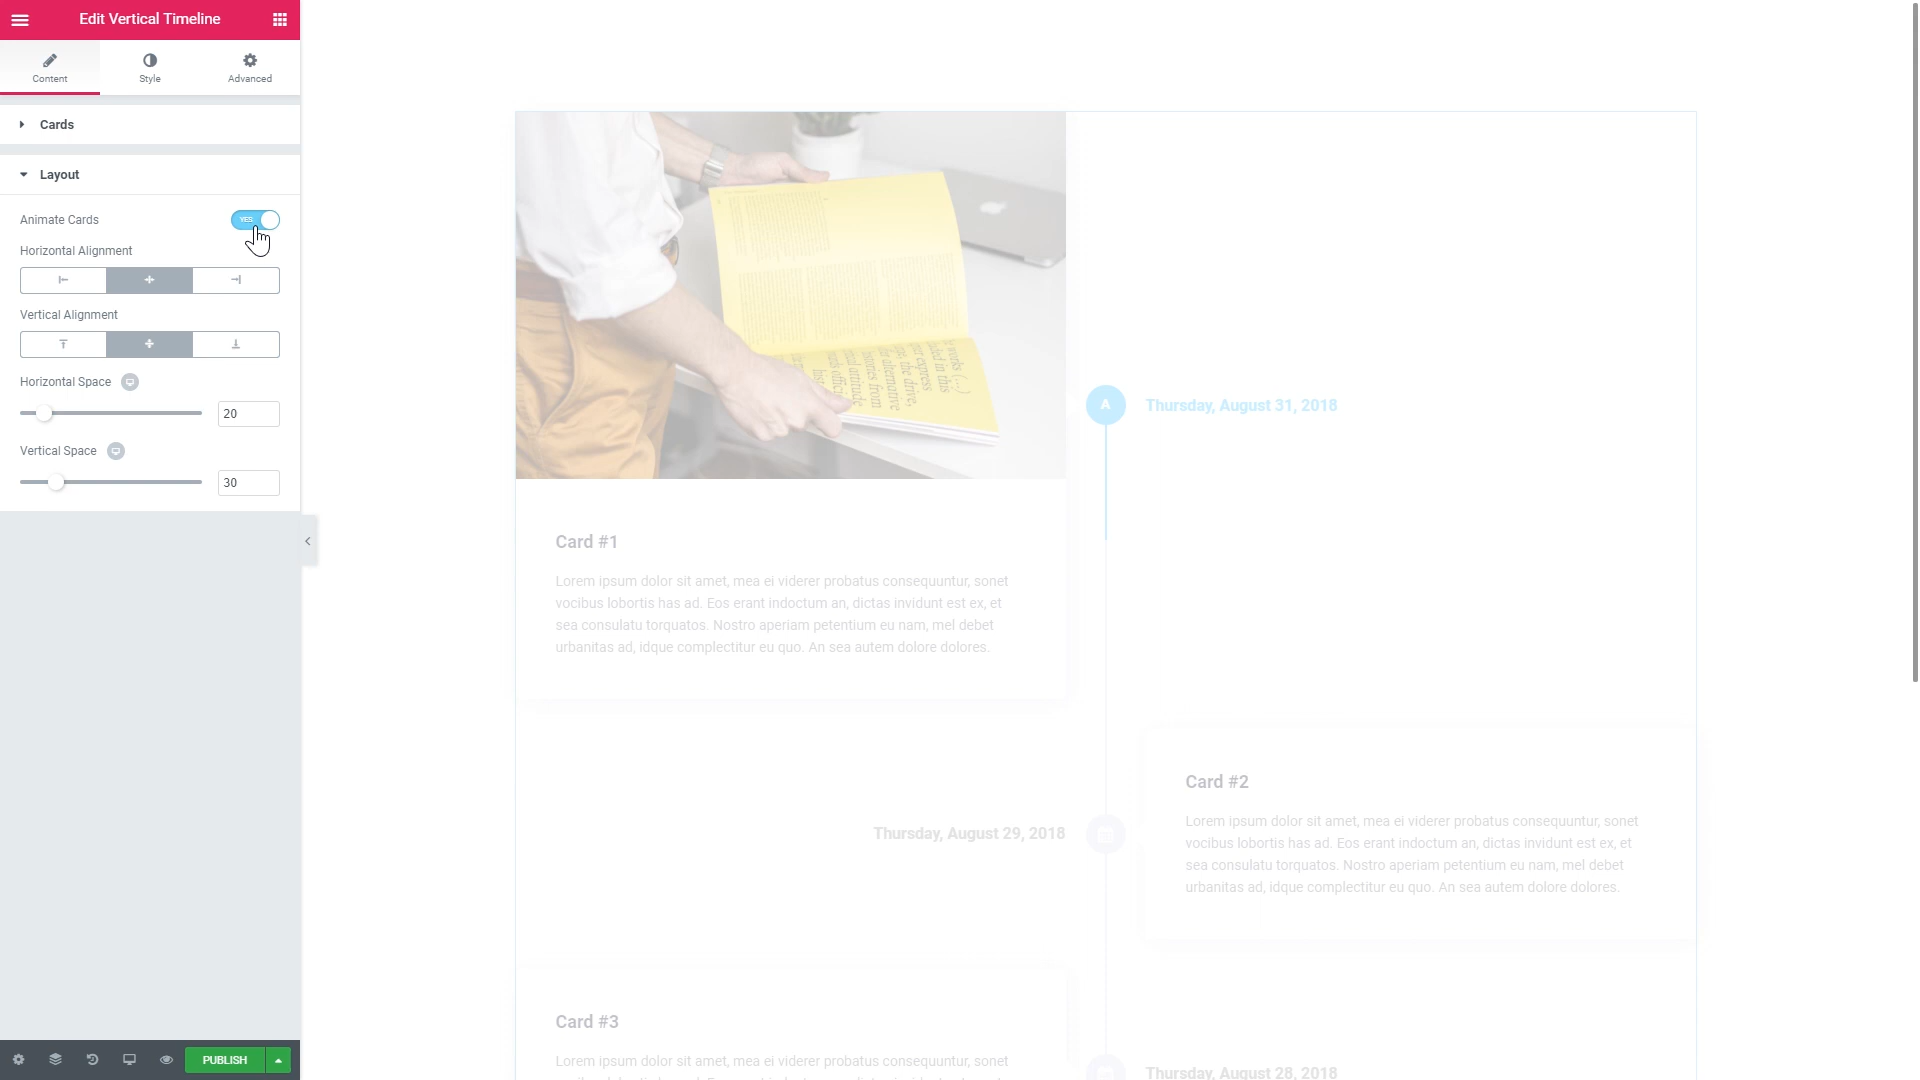 Edit Vertical Timeline
Content
Style
Advanced
Cards
Layout
Animate Cards
YES
Horizontal Alignment
Vertical Alignment
Horizontal Space
20
Vertical Space
30
PUBLISH
A
Thursday, August 31, 2018
Card #1
Lorem ipsum dolor sit amet, mea ei viderer probatus consequuntur, sonet
vocibus lobortis has ad. Eos erant indoctum an, dictas invidunt est ex, et
sea consulatu torquatos. Nostro aperiam petentium eu nam, mel debet
urbanitas ad, idque complectitur eu quo. An sea autem dolore dolores.
Thursday, August 29, 2018
Card #2
Lorem ipsum dolor sit amet, mea ei viderer probatus consequuntur, sonet
vocibus lobortis has ad. Eos erant indoctum an, dictas invidunt est ex, et
sea consulatu torquatos. Nostro aperiam petentium eu nam, mel debet
urbanitas ad, idque complectitur eu quo. An sea autem dolore dolores.
Card #3
Lorem ipsum dolor sit amet, mea ei viderer probatus consequuntur, sonet
Thursday, August 28, 2018